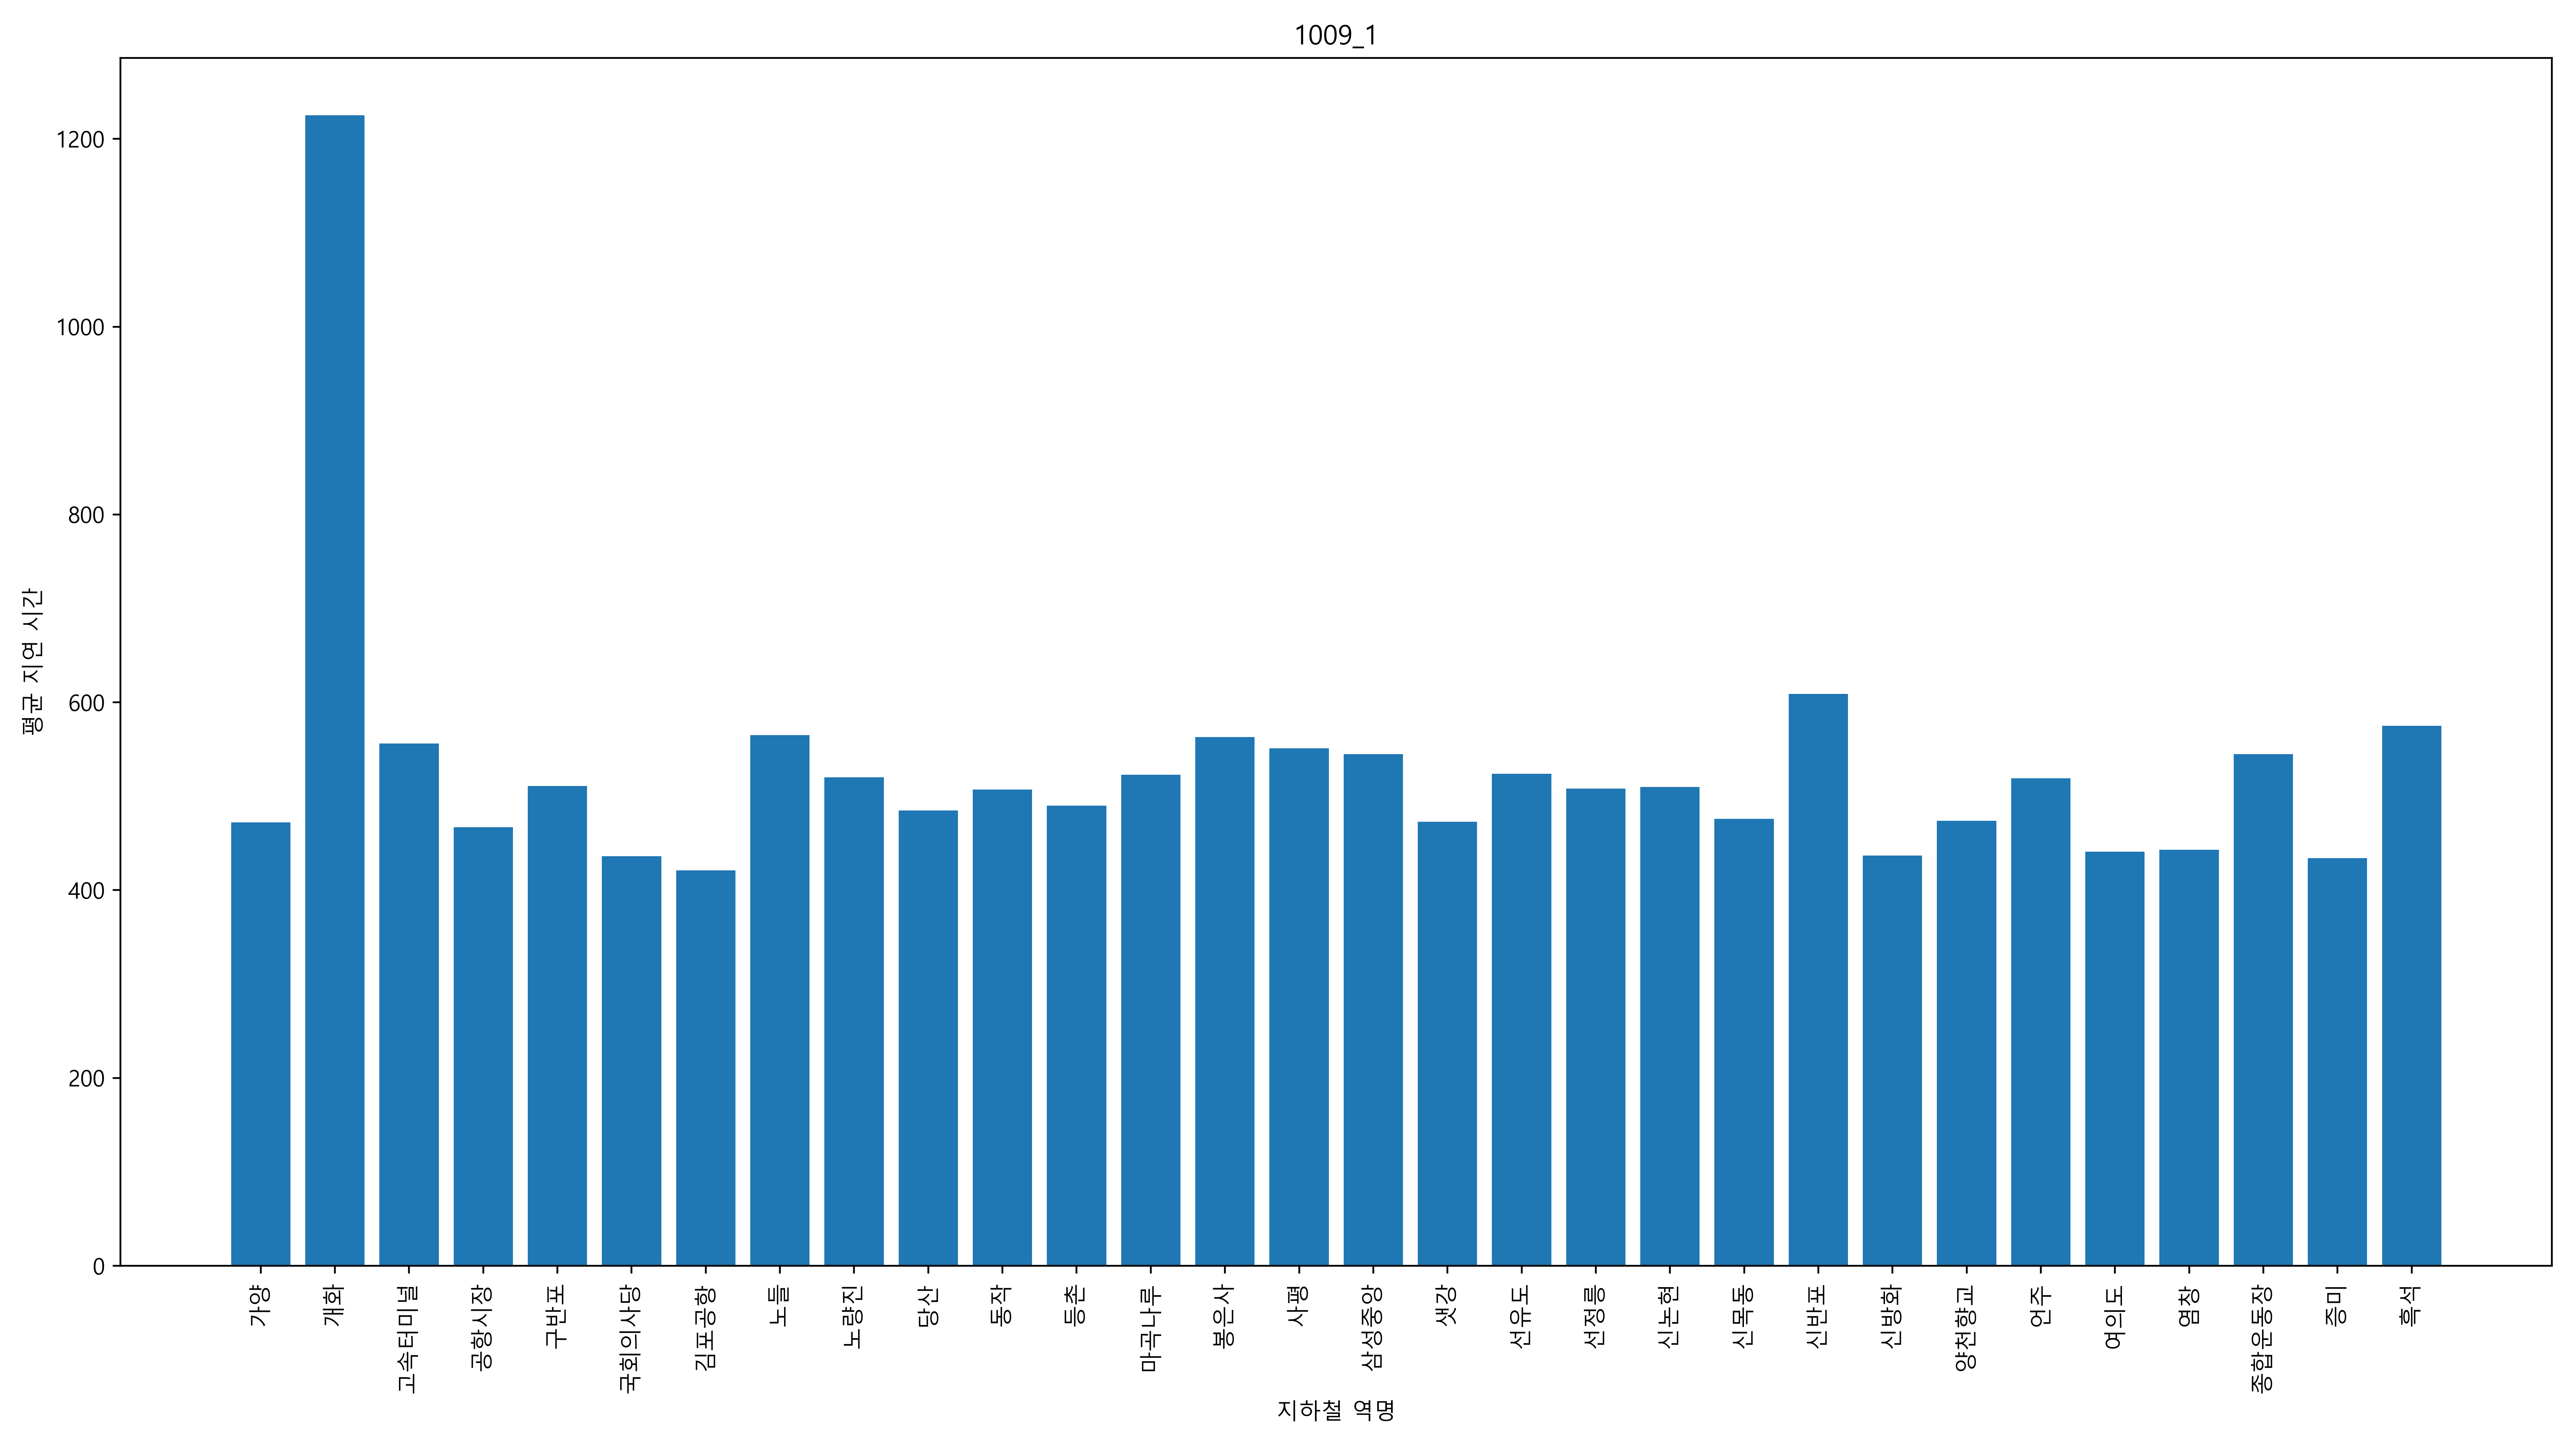 1009_1
평균 지연 시간
1200
1000
800
600
400
200
0
가양
개화
고속터미널
공항시장
구반포
국회의사당
김포공항
노들
노량진
당산
동작
등촌
마곡나루
봉은사
사평
삼성중앙
샛강
선유도
선정릉
신논현
신목동
신반포
신방화
양천향교
언주
여의도
염창
종합운동장
증미
흑석
지하철 역명